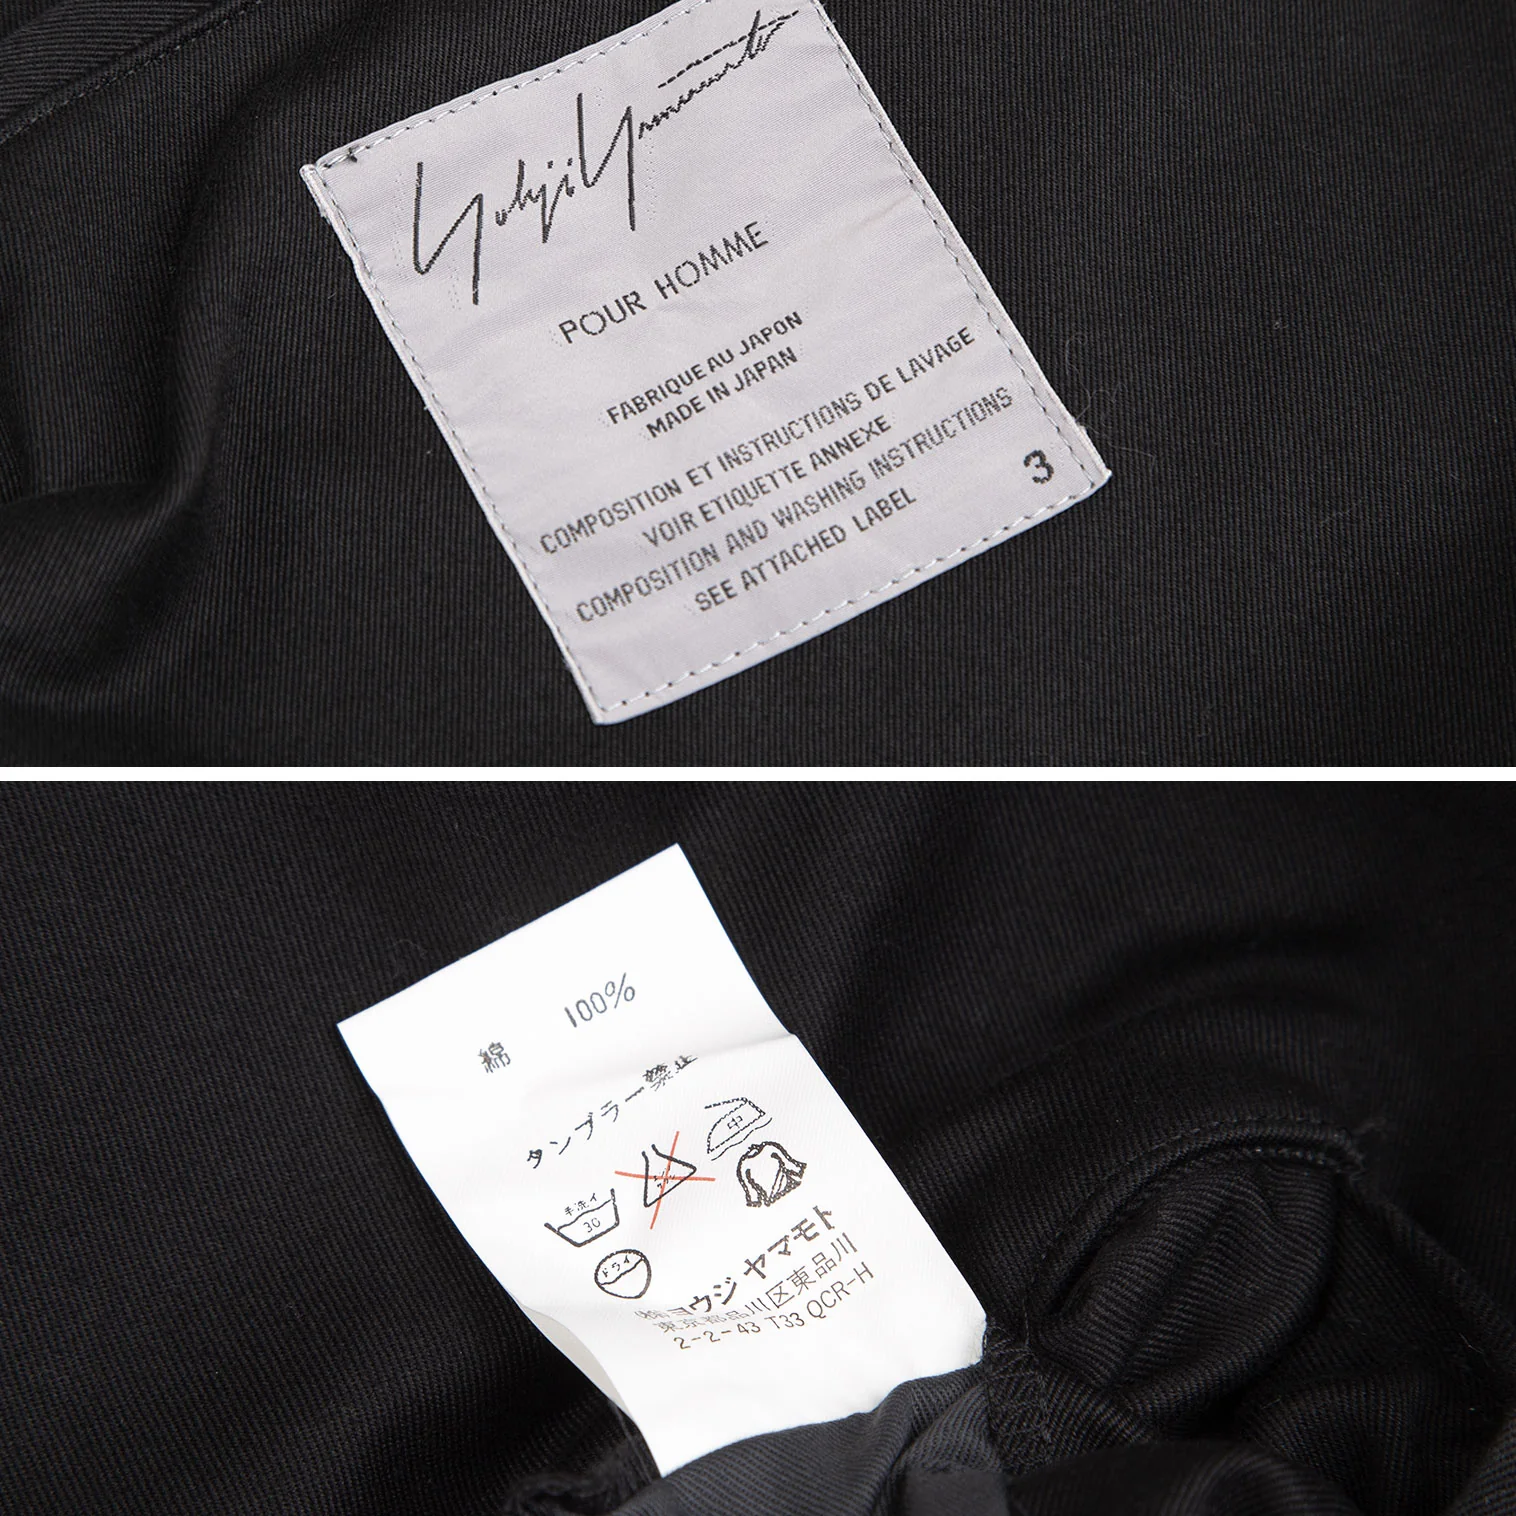 Yohji Yamamoto
POUR HOMME
FABRIQUE AU JAPON
MADE IN JAPAN
COMPOSITION ET INSTRUCTIONS DE LAVAGE
VOIR ETIQUETTE ANNEXE
COMPOSITION AND WASHING INSTRUCTIONS
SEE ATTACHED LABEL
3
綿 100%
タンブラー禁止
手洗イ
30
中
ドライ
㈱ヨウジヤマモト
東京都品川区東品川
2-2-43 T33 QCR-H